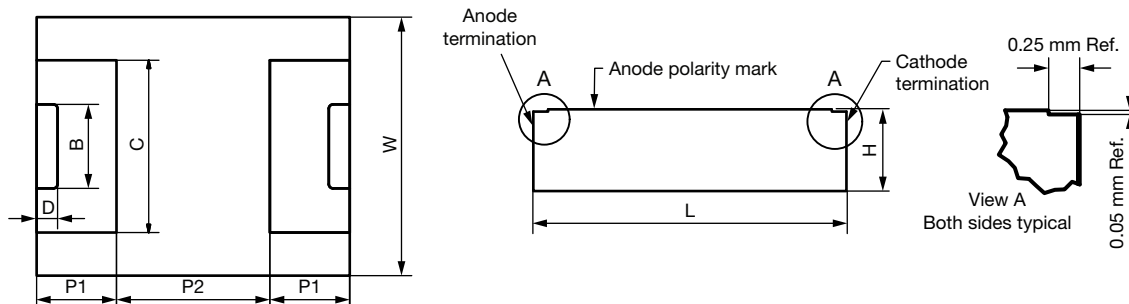 B
C
D
W
P1
P2
P1
Anode
termination
Anode polarity mark
A
A
Cathode
termination
H
L
0.25 mm Ref.
0.05 mm Ref.
View A
Both sides typical